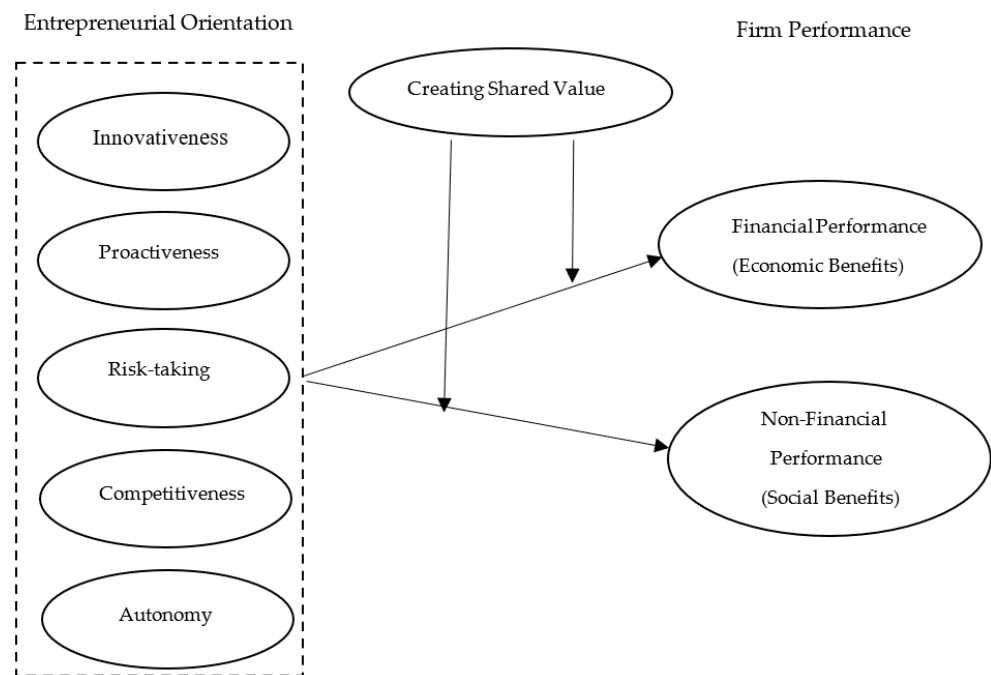 Entrepreneurial Orientation
Firm Performance
Creating Shared Value
Innovativeness
Proactiveness
Risk-taking
Competitiveness
Autonomy
Financial Performance
(Economic Benefits)
Non-Financial
Performance
(Social Benefits)